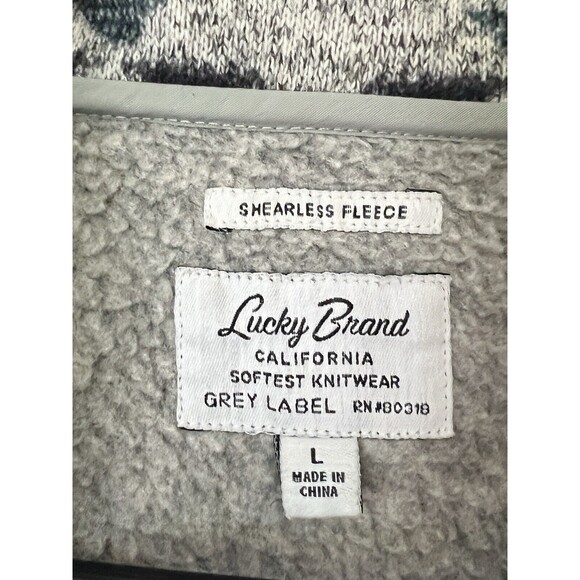 SHEARLESS FLEECE
Lucky Brand
CALIFORNIA
SOFTEST KNITWEAR
GREY LABEL RN#80318
L
MADE IN
CHINA